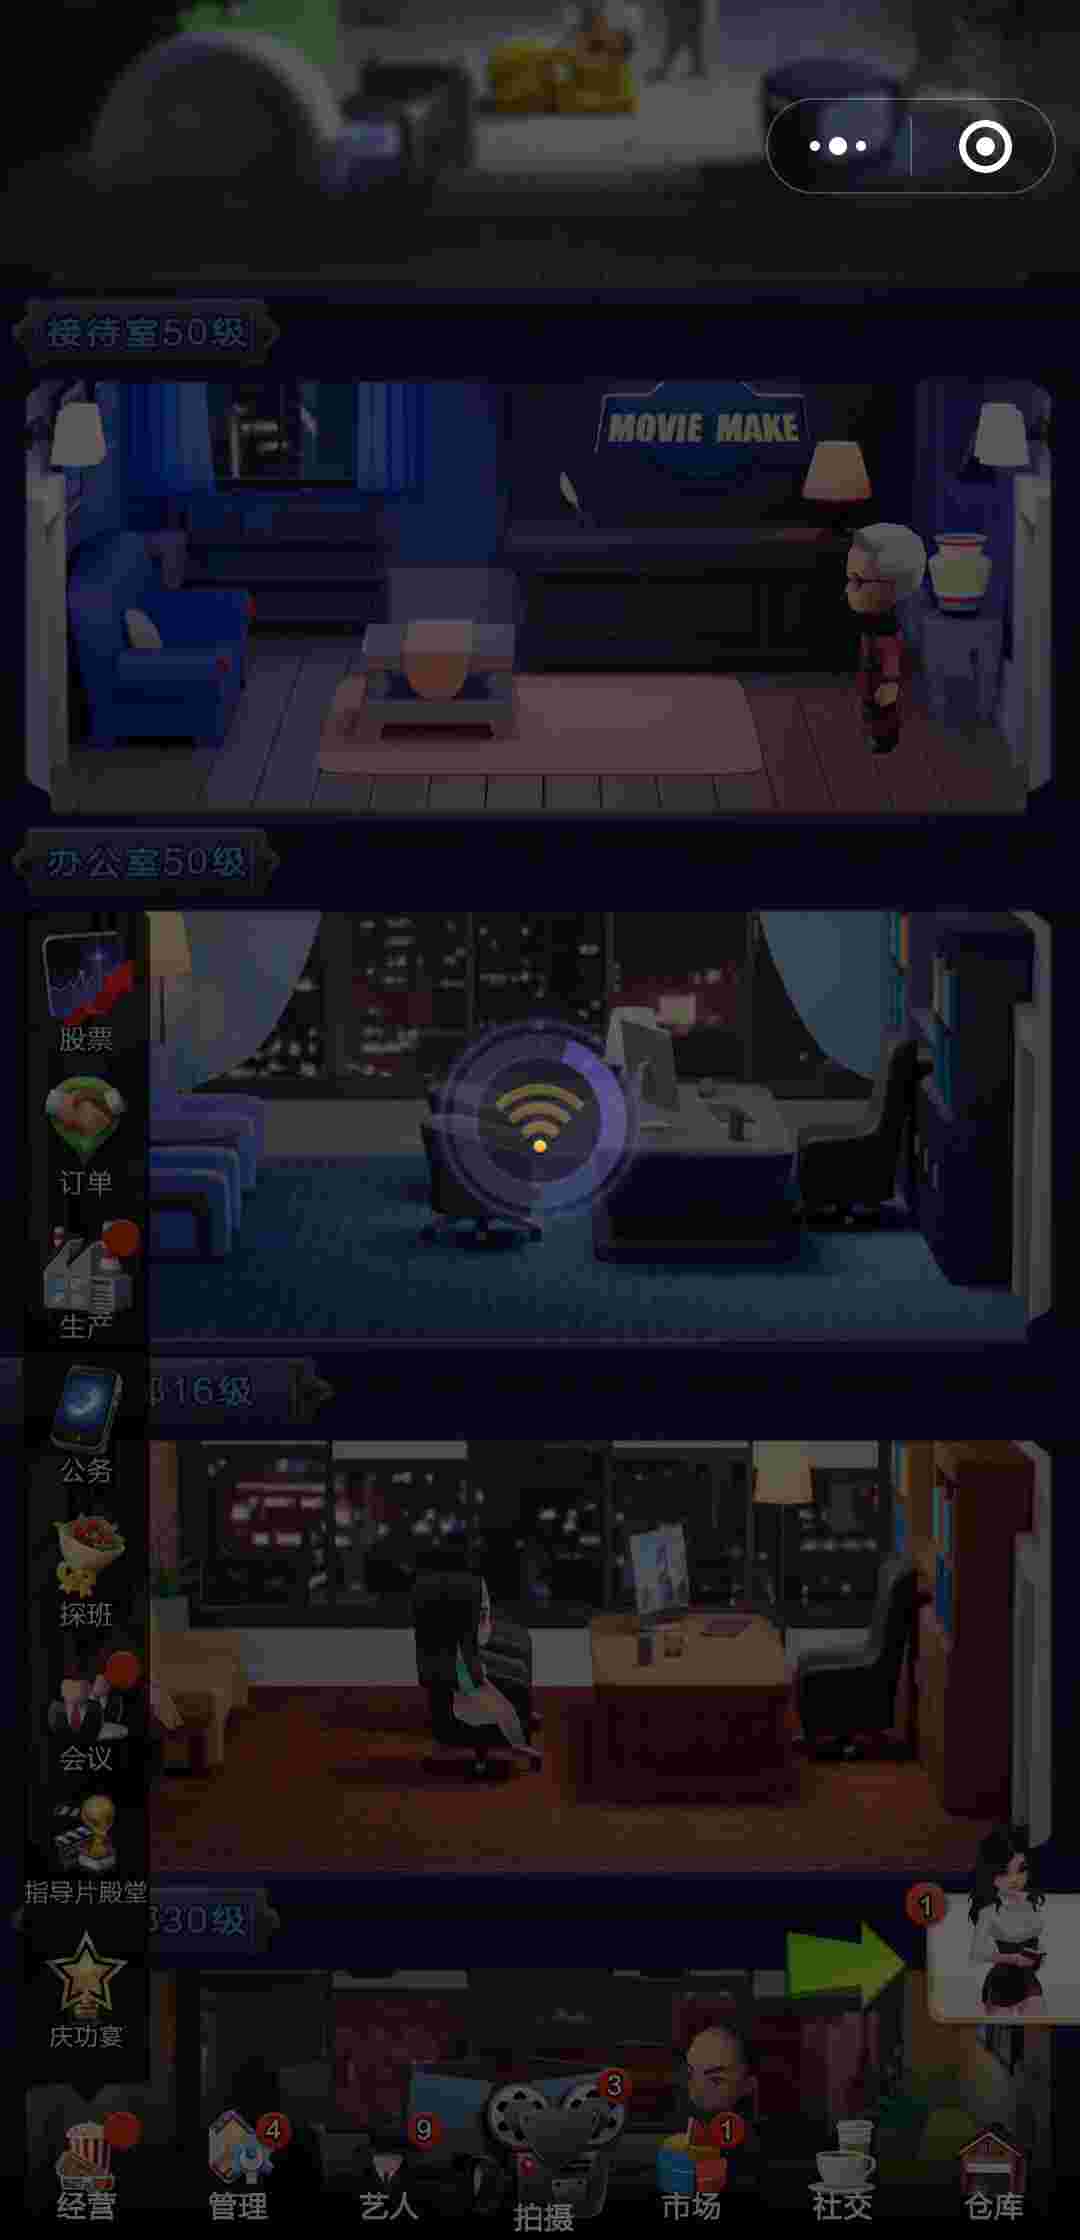 接待室50级
MOVIE MAKE
办公室50级
股票
订单
生产
部16级
公务
探班
会议
指导片殿堂
部30级
1
庆功宴
宴
3
4
9
1
经营
管理
艺人
拍摄
市场
社交
仓库